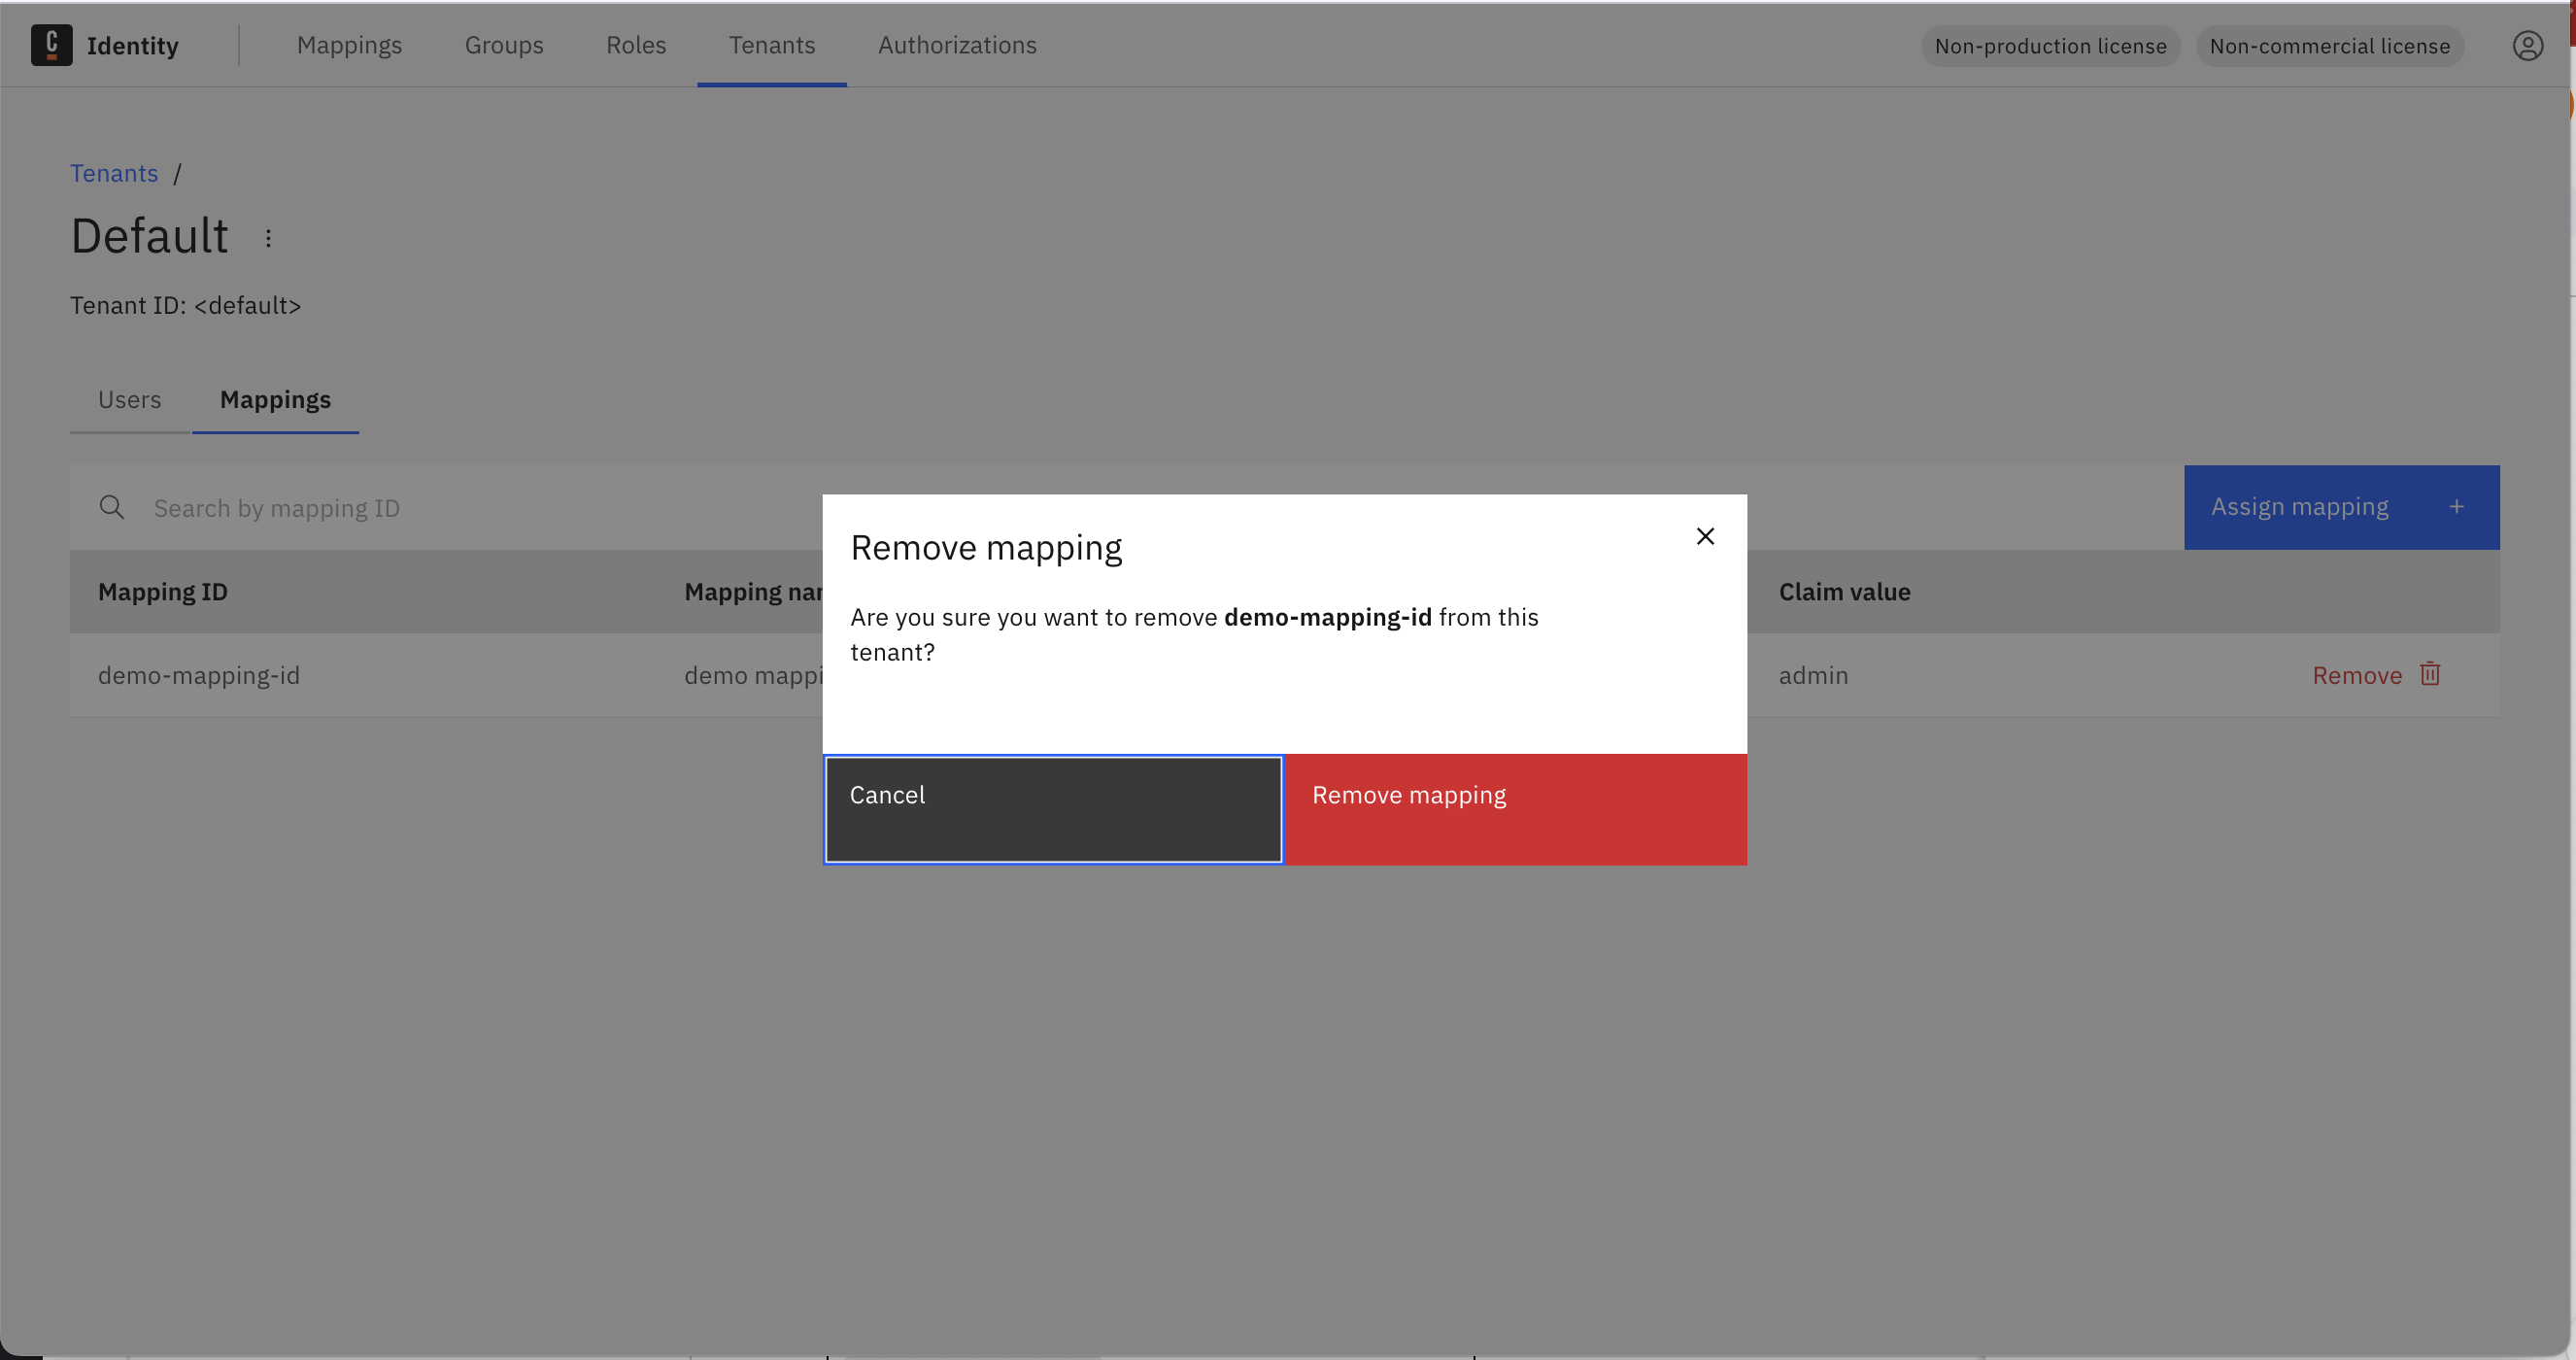 Identity
Mappings
Groups
Roles
Tenants
Authorizations
Non-production license
Non-commercial license
Tenants /
Default
Tenant ID: <default>
Users
Mappings
Search by mapping ID
Assign mapping +
Mapping ID
Mapping
Claim value
demo-mapping-id
demo
admin
Remove
Remove mapping
Are you sure you want to remove demo-mapping-id from this
tenant?
Cancel
Remove mapping